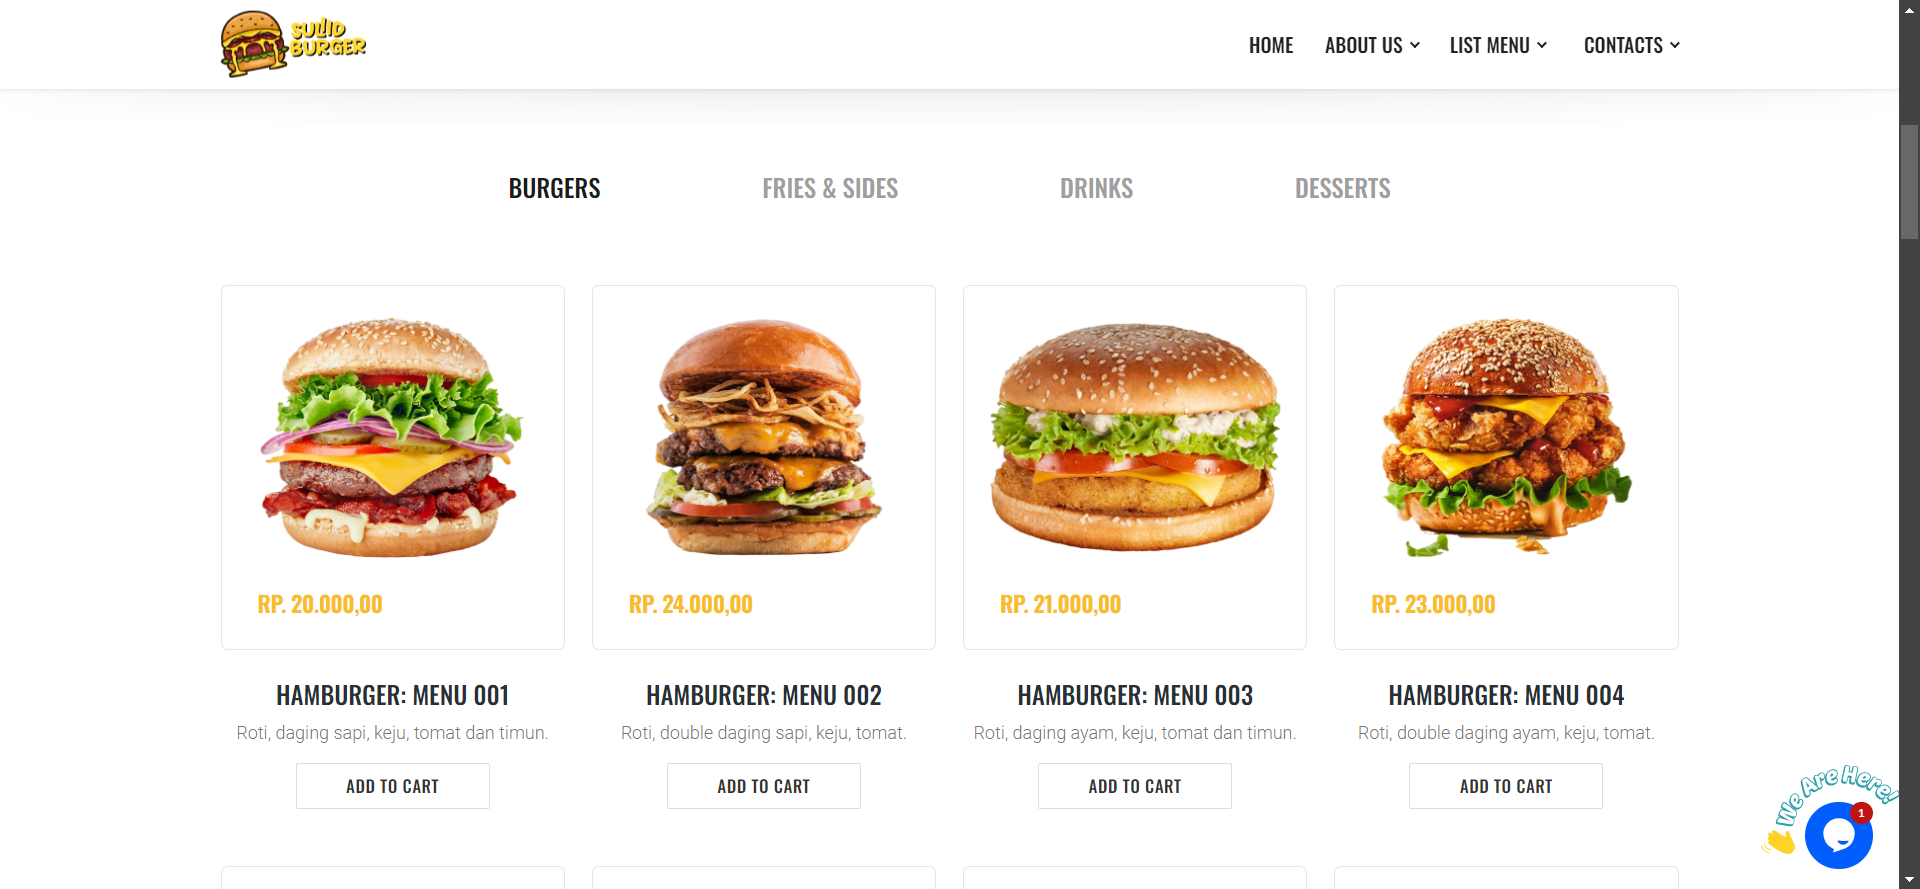 SULID
BURGER
HOME
ABOUT US
LIST MENU
CONTACTS
BURGERS
FRIES & SIDES
DRINKS
DESSERTS
RP. 20.000,00
RP. 24.000,00
RP. 21.000,00
RP. 23.000,00
HAMBURGER: MENU 001
Roti, daging sapi, keju, tomat dan timun.
ADD TO CART
HAMBURGER: MENU 002
Roti, double daging sapi, keju, tomat.
ADD TO CART
HAMBURGER: MENU 003
Roti, daging ayam, keju, tomat dan timun.
ADD TO CART
HAMBURGER: MENU 004
Roti, double daging ayam, keju, tomat.
ADD TO CART
We Are Here!
1